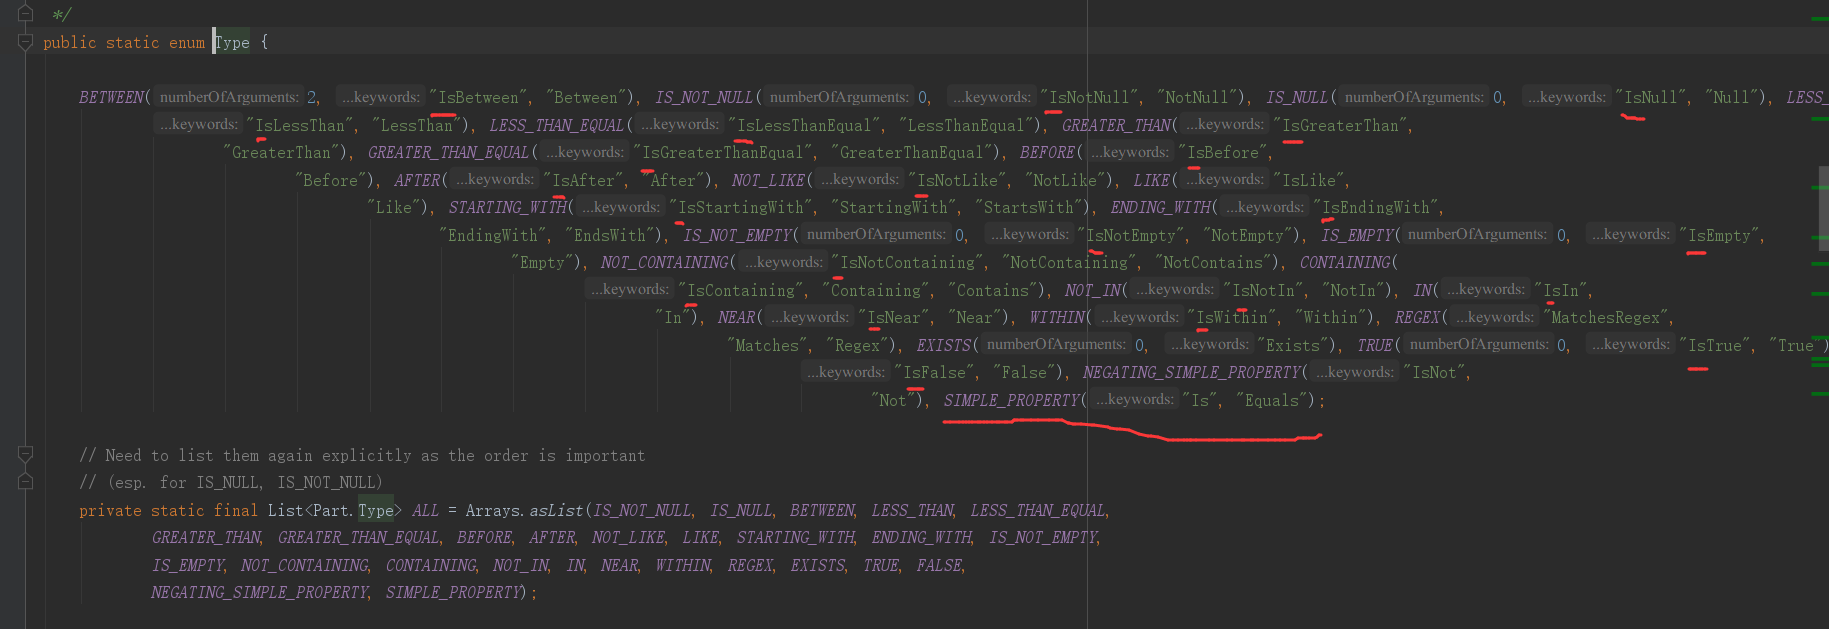 */
public static enum Type {
BETWEEN( numberOfArguments: 2, ...keywords: "IsBetween", "Between"), IS_NOT_NULL( numberOfArguments: 0, ...keywords: "IsNotNull", "NotNull"), IS_NULL( numberOfArguments: 0, ...keywords: "IsNull", "Null"), LESS_
...keywords: "IsLessThan", "LessThan"), LESS_THAN_EQUAL( ...keywords: "IsLessThanEqual", "LessThanEqual"), GREATER_THAN( ...keywords: "IsGreaterThan",
"GreaterThan"), GREATER_THAN_EQUAL( ...keywords: "IsGreaterThanEqual", "GreaterThanEqual"), BEFORE( ...keywords: "IsBefore",
"Before"), AFTER( ...keywords: "IsAfter", "After"), NOT_LIKE( ...keywords: "IsNotLike", "NotLike"), LIKE( ...keywords: "IsLike",
"Like"), STARTING_WITH( ...keywords: "IsStartingWith", "StartingWith", "StartsWith"), ENDING_WITH( ...keywords: "IsEndingWith",
"EndingWith", "EndsWith"), IS_NOT_EMPTY( numberOfArguments: 0, ...keywords: "IsNotEmpty", "NotEmpty"), IS_EMPTY( numberOfArguments: 0, ...keywords: "IsEmpty",
"Empty"), NOT_CONTAINING( ...keywords: "IsNotContaining", "NotContaining", "NotContains"), CONTAINING(
...keywords: "IsContaining", "Containing", "Contains"), NOT_IN( ...keywords: "IsNotIn", "NotIn"), IN( ...keywords: "IsIn",
"In"), NEAR( ...keywords: "IsNear", "Near"), WITHIN( ...keywords: "IsWithin", "Within"), REGEX( ...keywords: "MatchesRegex",
"Matches", "Regex"), EXISTS( numberOfArguments: 0, ...keywords: "Exists"), TRUE( numberOfArguments: 0, ...keywords: "IsTrue", "True")
...keywords: "IsFalse", "False"), NEGATING_SIMPLE_PROPERTY( ...keywords: "IsNot",
"Not"), SIMPLE_PROPERTY( ...keywords: "Is", "Equals");
// Need to list them again explicitly as the order is important
// (esp. for IS_NULL, IS_NOT_NULL)
private static final List<Part.Type> ALL = Arrays.asList(IS_NOT_NULL, IS_NULL, BETWEEN, LESS_THAN, LESS_THAN_EQUAL,
GREATER_THAN, GREATER_THAN_EQUAL, BEFORE, AFTER, NOT_LIKE, LIKE, STARTING_WITH, ENDING_WITH, IS_NOT_EMPTY,
IS_EMPTY, NOT_CONTAINING, CONTAINING, NOT_IN, IN, NEAR, WITHIN, REGEX, EXISTS, TRUE, FALSE,
NEGATING_SIMPLE_PROPERTY, SIMPLE_PROPERTY);